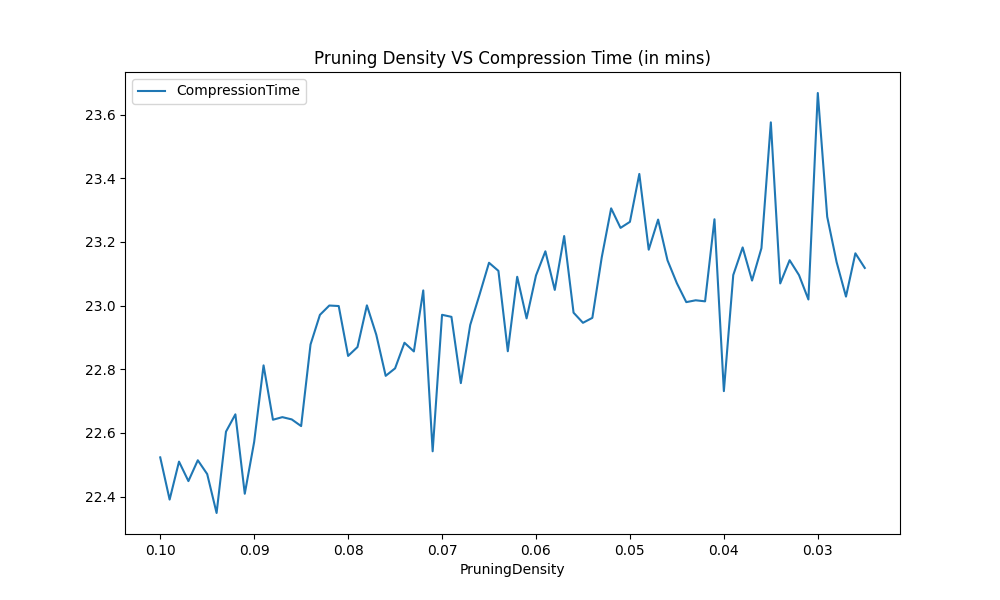 Pruning Density VS Compression Time (in mins)
CompressionTime
23.6
23.4
23.2
23.0
22.8
22.6
22.4
0.10 0.09 0.08 0.07 0.06 0.05 0.04 0.03
PruningDensity